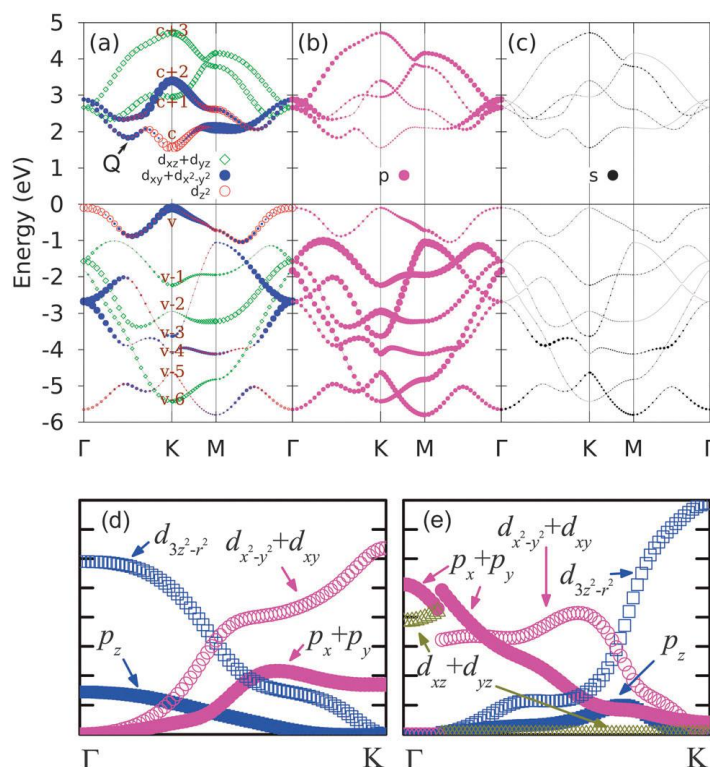 (a) (b) (c)
5
4
3
2
1
0
-1
-2
-3
-4
-5
-6
Energy (eV)
c+3
c+2
c+1
c
Q
d_xz+d_yz
d_xy+d_x²-y²
d_z²
p
s
v
v-1
v-2
v-3
v-4
v-5
v-6
Γ K M Γ K M Γ K M Γ
(d)
d_3z²-r²
d_x²-y²+d_xy
p_z
p_x+p_y
Γ K
(e)
d_x²-y²+d_xy
p_x+p_y
d_3z²-r²
p_z
d_xz+d_yz
Γ K